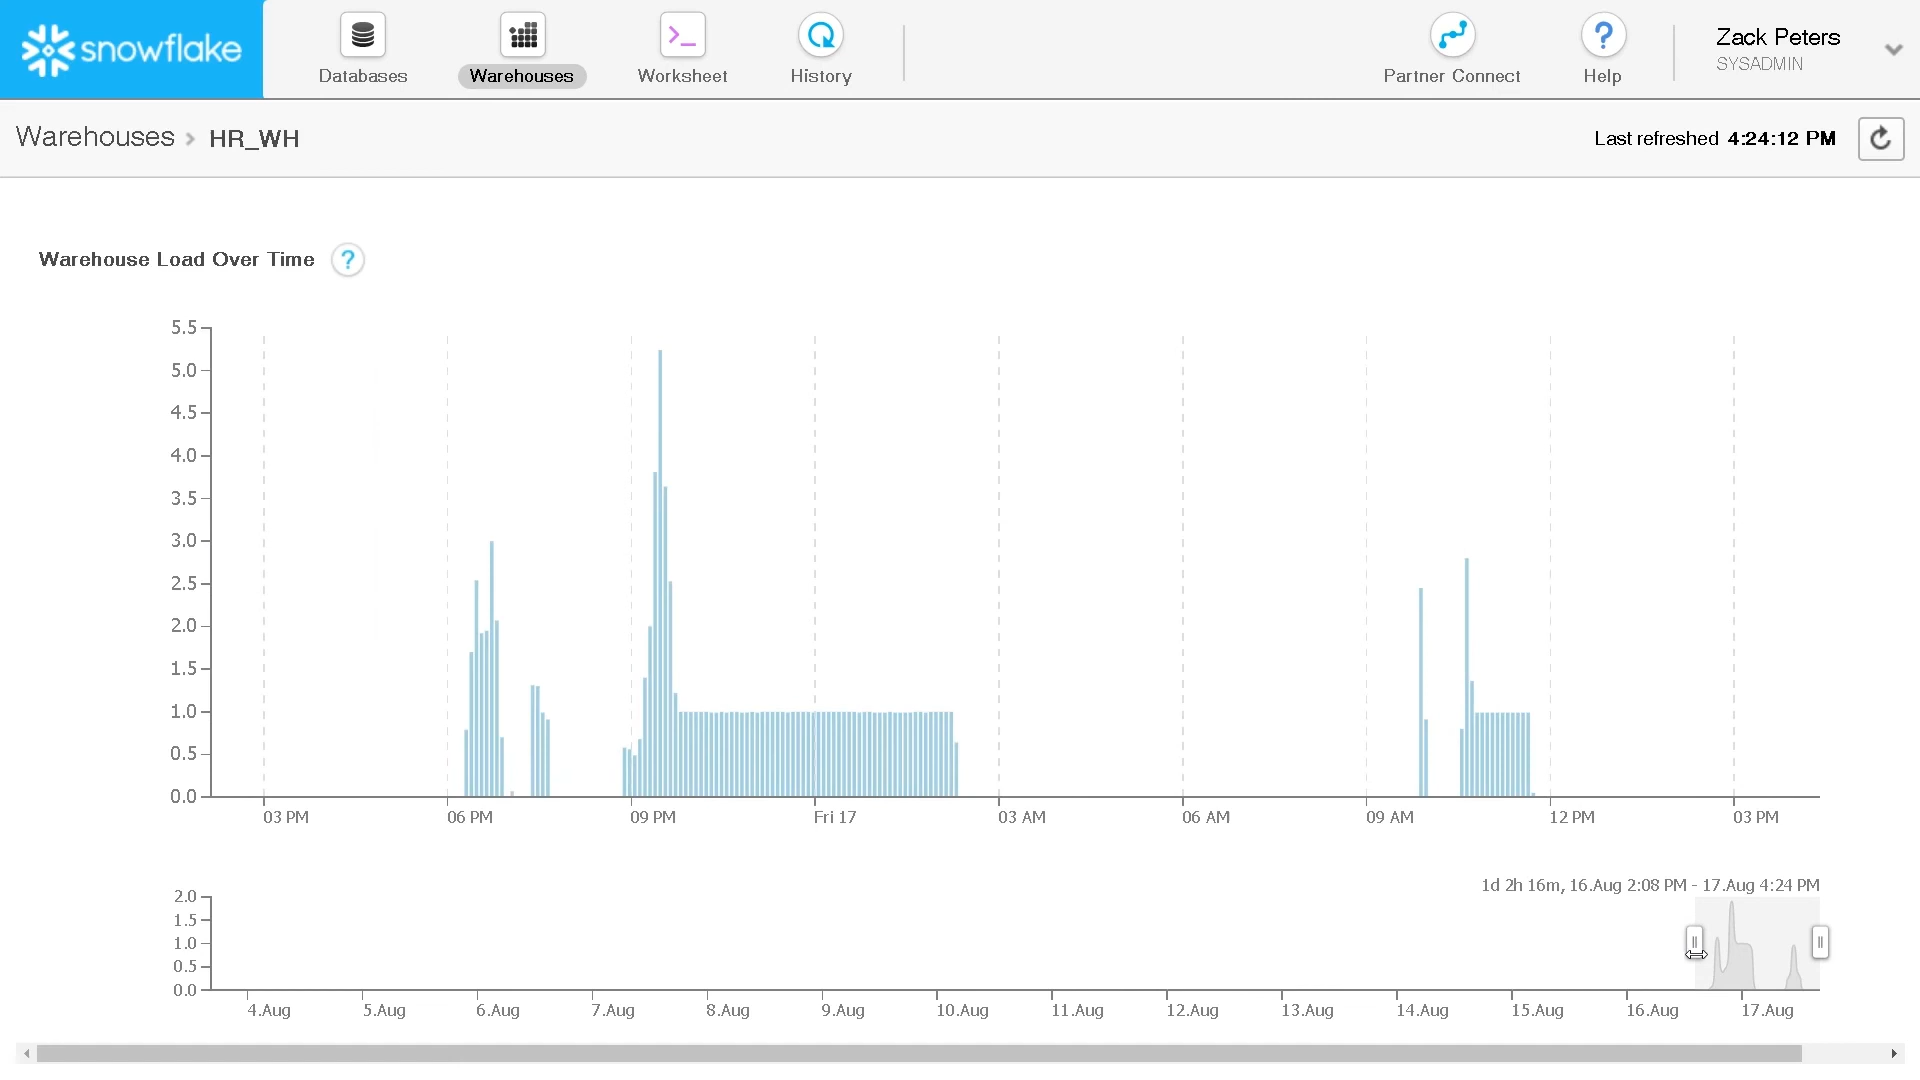 snowflake
Databases
Warehouses
Worksheet
History
Partner Connect
Help
Zack Peters
SYSADMIN
Warehouses > HR_WH
Last refreshed 4:24:12 PM
Warehouse Load Over Time ?
5.5
5.0
4.5
4.0
3.5
3.0
2.5
2.0
1.5
1.0
0.5
0.0
03 PM 06 PM 09 PM Fri 17 03 AM 06 AM 09 AM 12 PM 03 PM
1d 2h 16m, 16.Aug 2:08 PM - 17.Aug 4:24 PM
2.0
1.5
1.0
0.5
0.0
4.Aug 5.Aug 6.Aug 7.Aug 8.Aug 9.Aug 10.Aug 11.Aug 12.Aug 13.Aug 14.Aug 15.Aug 16.Aug 17.Aug